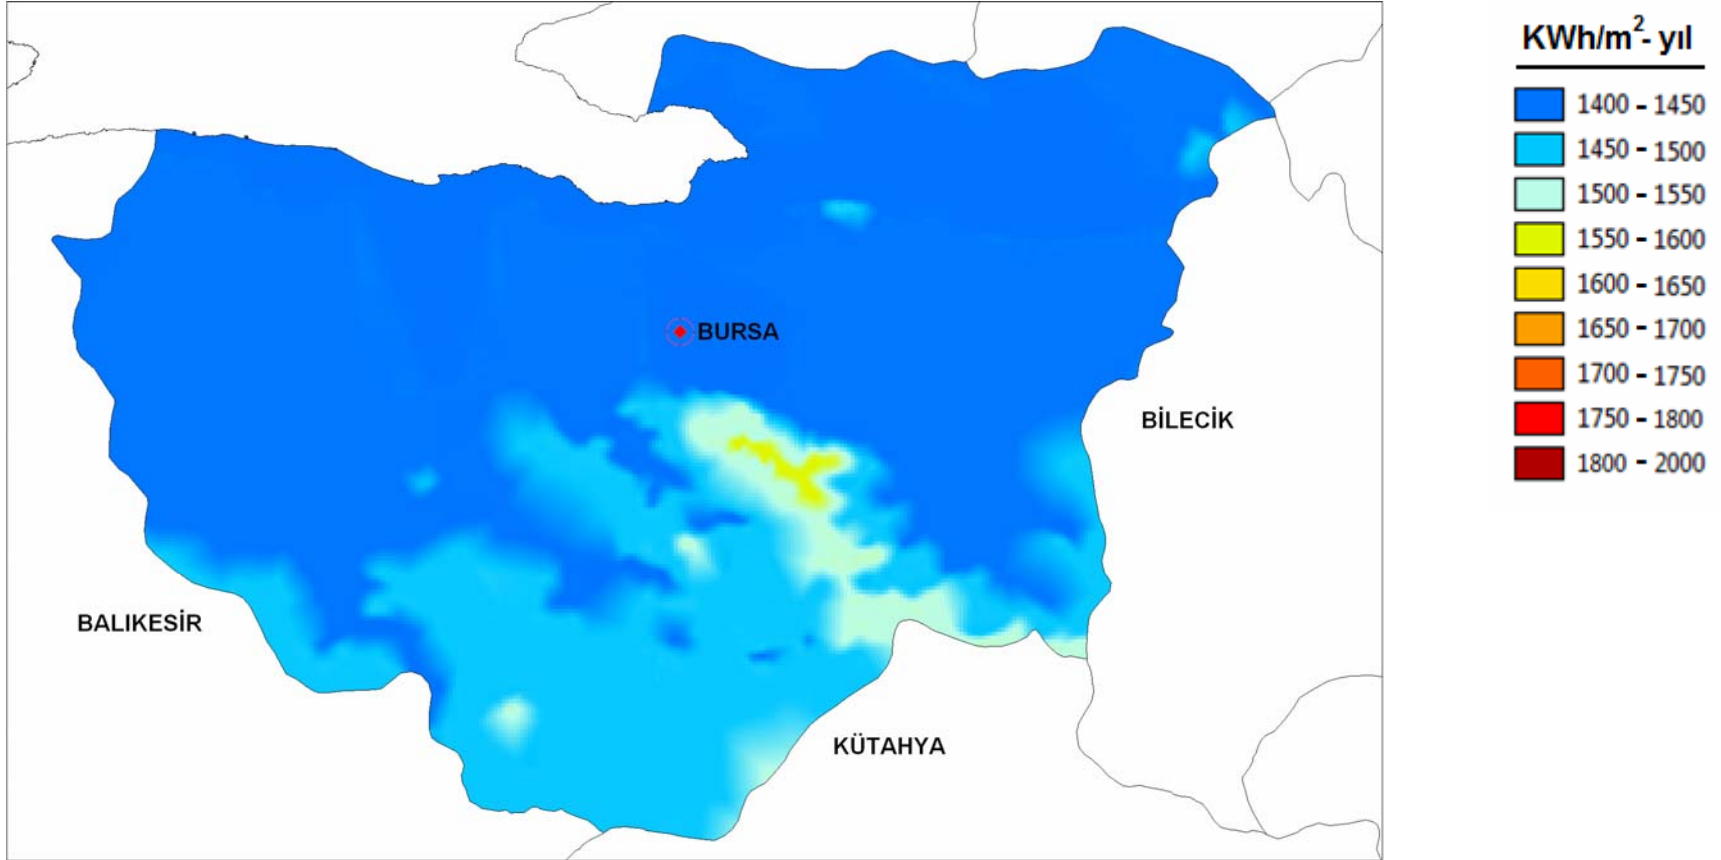 KWh/m²- yıl
1400 - 1450
1450 - 1500
1500 - 1550
1550 - 1600
1600 - 1650
1650 - 1700
1700 - 1750
1750 - 1800
1800 - 2000
BURSA
BİLECİK
BALIKESİR
KÜTAHYA